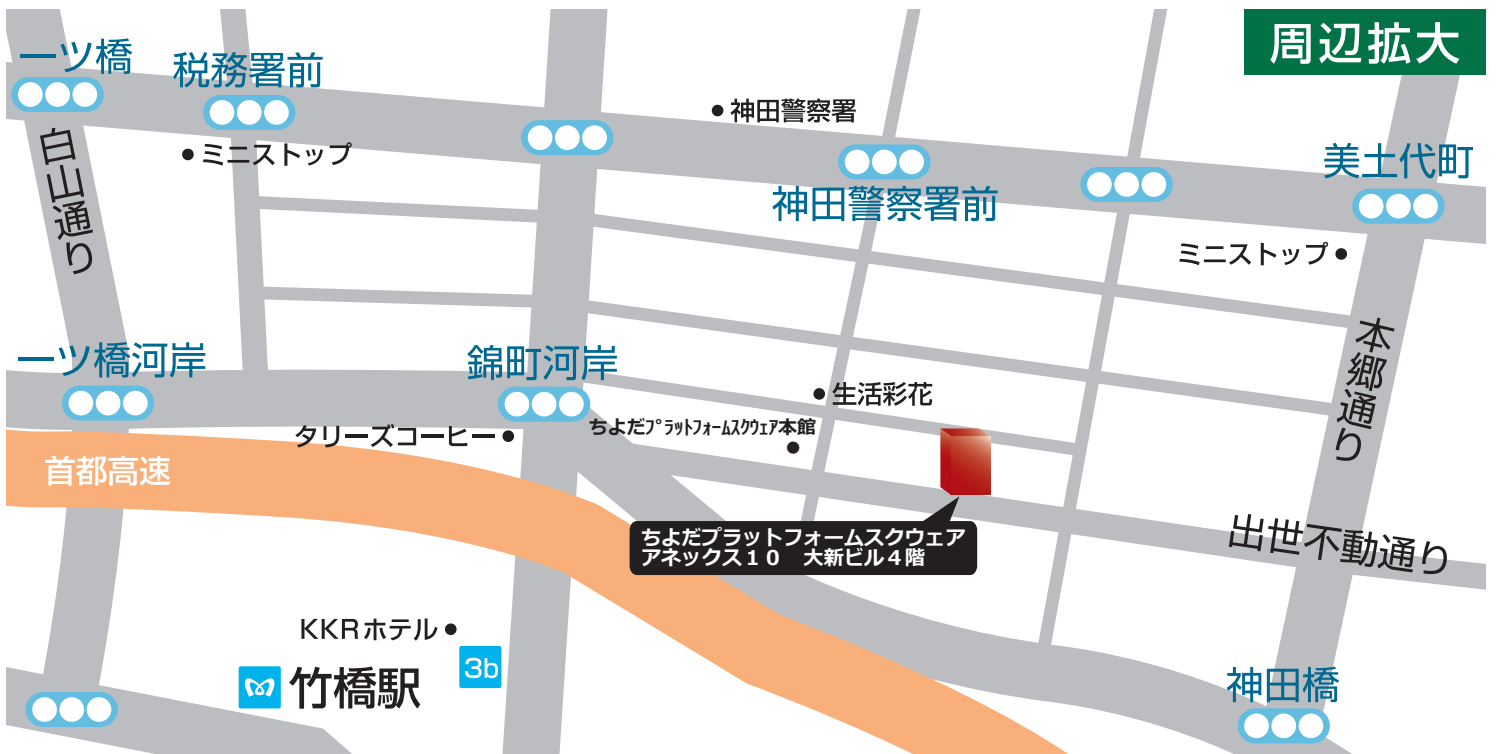 周辺拡大
一ツ橋
税務署前
神田警察署
ミニストップ
白山通り
神田警察署前
美土代町
ミニストップ
本郷通り
一ツ橋河岸
錦町河岸
生活彩花
ちよだプラットフォームスクウェア本館
タリーズコーヒー
首都高速
ちよだプラットフォームスクウェア
アネックス10 大新ビル4階
出世不動通り
KKRホテル
3b
竹橋駅
神田橋